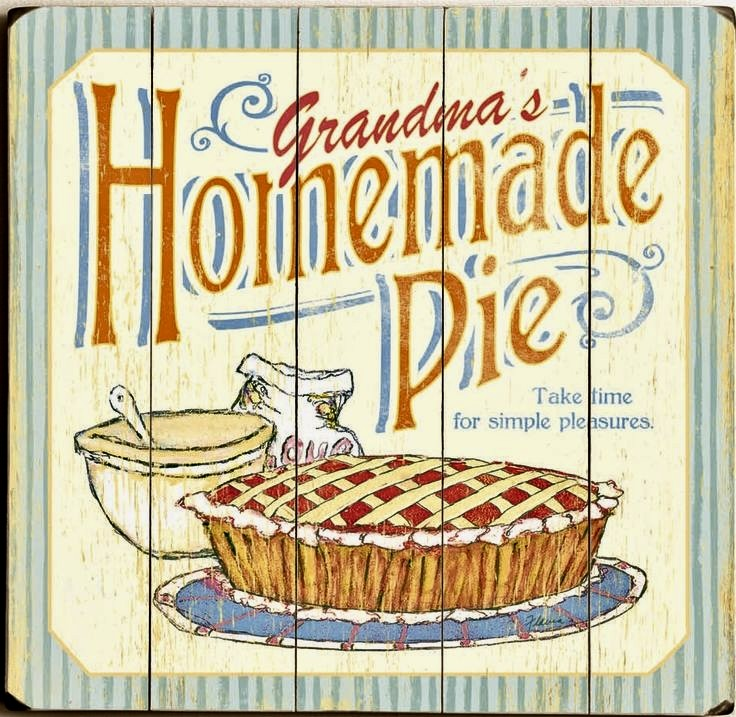 Grandma's
Homemade
Pie
Take time
for simple pleasures.